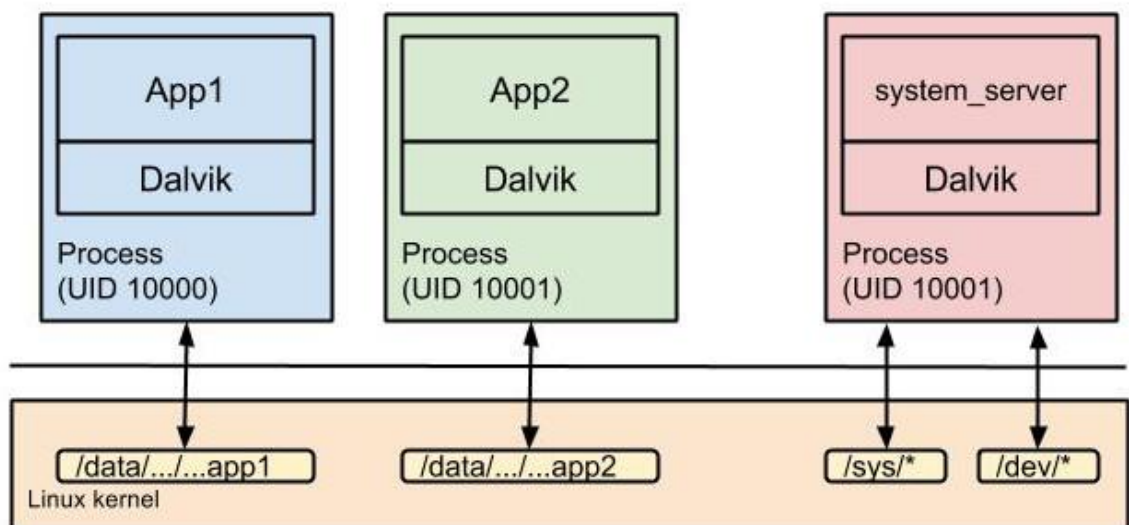 App1
Dalvik
Process
(UID 10000)
App2
Dalvik
Process
(UID 10001)
system_server
Dalvik
Process
(UID 10001)
/data/.../...app1
/data/.../...app2
/sys/*
/dev/*
Linux kernel